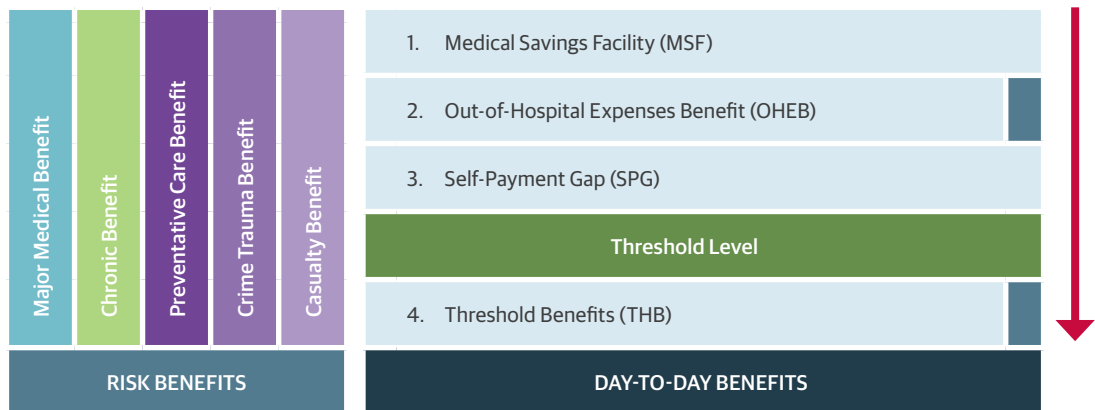 Major Medical Benefit
Chronic Benefit
Preventative Care Benefit
Crime Trauma Benefit
Casualty Benefit
RISK BENEFITS
1. Medical Savings Facility (MSF)
2. Out-of-Hospital Expenses Benefit (OHEB)
3. Self-Payment Gap (SPG)
Threshold Level
4. Threshold Benefits (THB)
DAY-TO-DAY BENEFITS